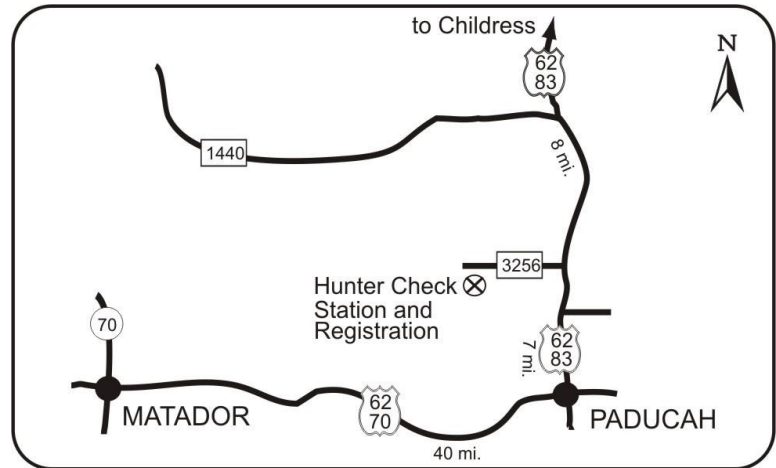 to Childress
62
83
N
1440
8 mi.
3256
Hunter Check
Station and
Registration
70
62
83
7 mi.
MATADOR
62
70
PADUCAH
40 mi.